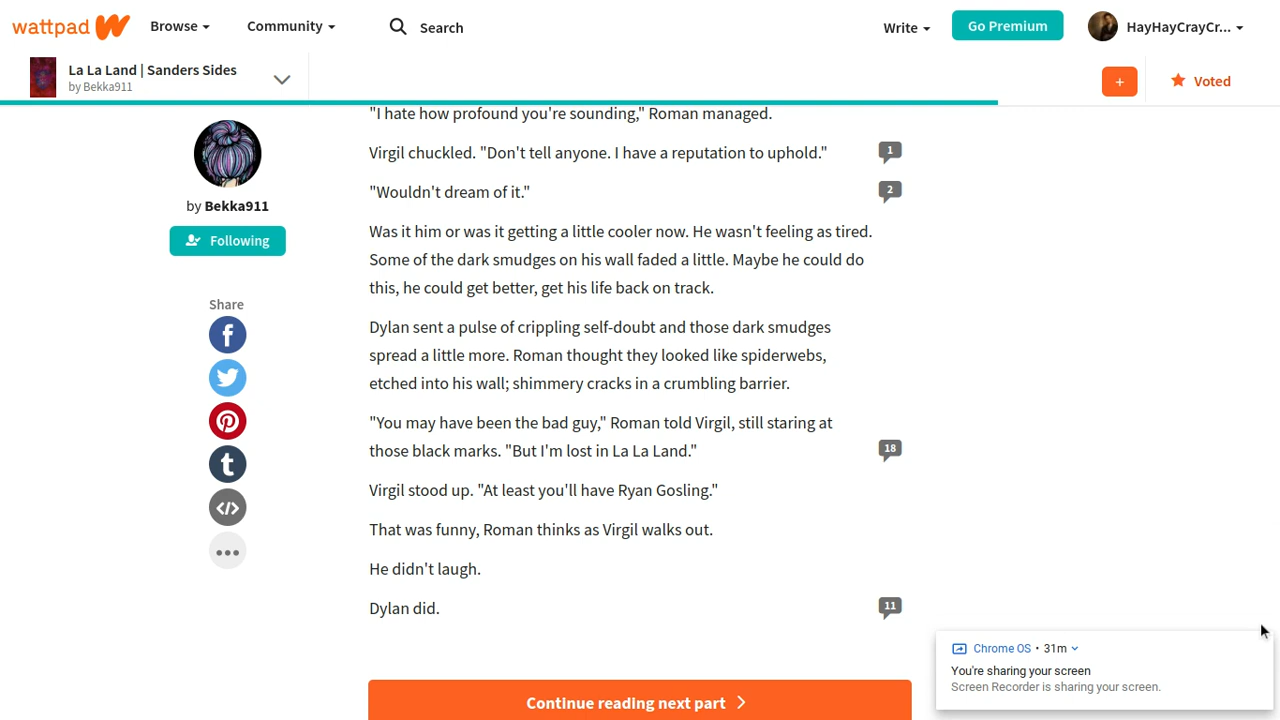 wattpad
Browse
Community
Search
Write
Go Premium
HayHayCrayCr...
La La Land | Sanders Sides
by Bekka911
+
Voted
"I hate how profound you're sounding," Roman managed.
Virgil chuckled. "Don't tell anyone. I have a reputation to uphold."
1
"Wouldn't dream of it."
2
by Bekka911
Following
Was it him or was it getting a little cooler now. He wasn't feeling as tired.
Some of the dark smudges on his wall faded a little. Maybe he could do
this, he could get better, get his life back on track.
Share
Dylan sent a pulse of crippling self-doubt and those dark smudges
spread a little more. Roman thought they looked like spiderwebs,
etched into his wall; shimmery cracks in a crumbling barrier.
"You may have been the bad guy," Roman told Virgil, still staring at
those black marks. "But I'm lost in La La Land."
18
Virgil stood up. "At least you'll have Ryan Gosling."
That was funny, Roman thinks as Virgil walks out.
He didn't laugh.
Dylan did.
11
Continue reading next part
Chrome OS • 31m
You're sharing your screen
Screen Recorder is sharing your screen.